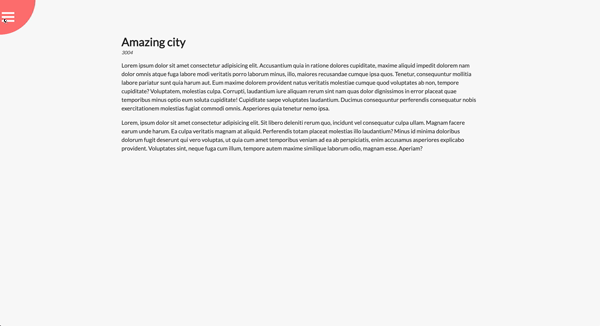 Amazing city
3004
Lorem ipsum dolor sit amet consectetur adipisicing elit. Accusantium quia in ratione dolores cupiditate, maxime aliquid impedit dolorem nam
dolor omnis atque fuga labore modi veritatis porro laborum minus, illo, maiores recusandae cumque ipsa quos. Tenetur, consequuntur mollitia
labore pariatur sunt quia harum aut. Eum maxime dolorem provident natus veritatis molestiae cumque quod voluptates ab non, tempore
cupiditate? Voluptatem, molestias culpa. Corrupti, laudantium iure aliquam rerum sint nam quas dolor dignissimos in error placeat quae
temporibus minus optio eum soluta cupiditate! Cupiditate saepe voluptates laudantium. Ducimus consequuntur perferendis consequatur nobis
exercitationem molestias fugiat commodi omnis. Asperiores quia tenetur nemo ipsa.
Lorem, ipsum dolor sit amet consectetur adipisicing elit. Sit libero deleniti rerum quo, incidunt vel consequatur culpa ullam. Magnam facere
earum unde harum. Ea culpa veritatis magnam at aliquid. Perferendis totam placeat molestias illo laudantium? Minus id minima doloribus
dolorum fugit deserunt qui vero voluptas, ut quia cum amet temporibus veniam ad ea ab perspiciatis, enim accusamus asperiores explicabo
provident. Voluptates sint, neque fuga cum illum, tempore autem maxime similique laborum odio, magnam esse. Aperiam?